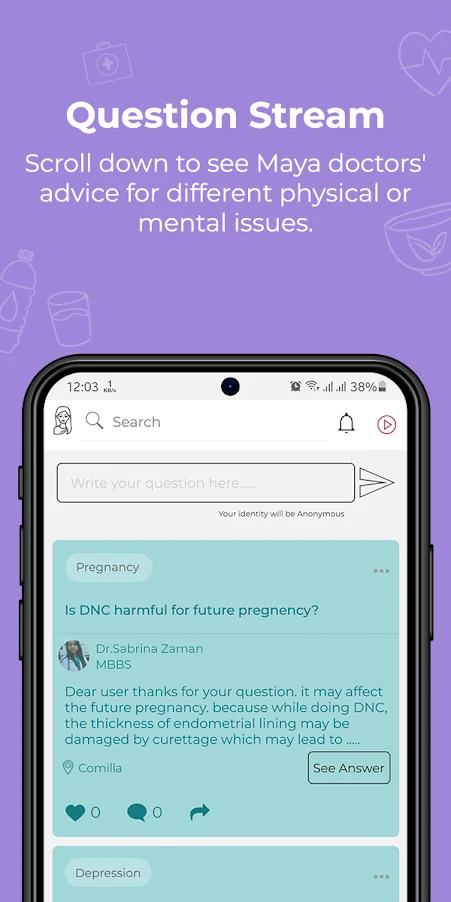 Question Stream
Scroll down to see Maya doctors'
advice for different physical or
mental issues.
12:03 1 KB/s 38%
Search
Write your question here......
Your identity will be Anonymous
Pregnancy
Is DNC harmful for future pregnency?
Dr.Sabrina Zaman
MBBS
Dear user thanks for your question. it may affect
the future pregnancy. because while doing DNC,
the thickness of endometrial lining may be
damaged by curettage which may lead to .....
Comilla
See Answer
0 0
Depression